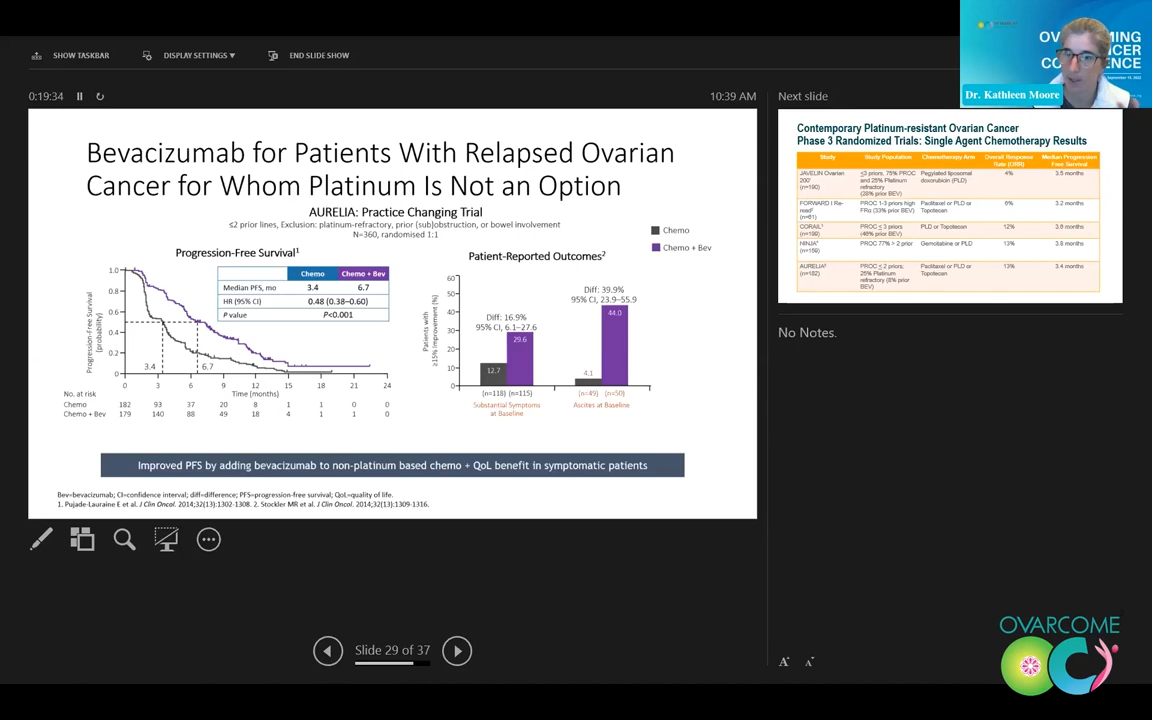 SHOW TASKBAR
DISPLAY SETTINGS ▼
END SLIDE SHOW
0:19:34
10:39 AM
Bevacizumab for Patients With Relapsed Ovarian
Cancer for Whom Platinum Is Not an Option
AURELIA: Practice Changing Trial
≤2 prior lines, Exclusion: platinum-refractory, prior (sub)obstruction, or bowel involvement
N=360, randomised 1:1
Chemo
Chemo + Bev
Progression-Free Survival1
Chemo Chemo + Bev
Median PFS, mo 3.4 6.7
HR (95% CI) 0.48 (0.38–0.60)
P value P<0.001
Progression-Free Survival
(probability)
1.0
0.8
0.6
0.4
0.2
0
3.4
6.7
0 3 6 9 12 15 18 21 24
Time (months)
No. at risk
Chemo 182 93 37 20 8 1 1 0 0
Chemo + Bev 179 140 88 49 18 4 1 1 0
Patient-Reported Outcomes2
Patients with
≥15% improvement (%)
60
50
40
30
20
10
0
Diff: 16.9%
95% CI, 6.1–27.6
12.7
29.6
Diff: 39.9%
95% CI, 23.9–55.9
4.1
44.0
(n=118) (n=115)
(n=49) (n=50)
Substantial Symptoms
at Baseline
Ascites at Baseline
Improved PFS by adding bevacizumab to non-platinum based chemo + QoL benefit in symptomatic patients
Bev=bevacizumab; CI=confidence interval; diff=difference; PFS=progression-free survival; QoL=quality of life.
1. Pujade-Lauraine E et al. J Clin Oncol. 2014;32(13):1302-1308. 2. Stockler MR et al. J Clin Oncol. 2014;32(13):1309-1316.
Slide 29 of 37
Dr. Kathleen Moore
September 10, 2022
Next slide
Contemporary Platinum-resistant Ovarian Cancer
Phase 3 Randomized Trials: Single Agent Chemotherapy Results
Study Study Population Chemotherapy Arm Overall Response Rate (ORR) Median Progression Free Survival
JAVELIN Ovarian 200 (n=190) ≤3 priors, 75% PROC and 25% Platinum refractory (28% prior BEV) Pegylated liposomal doxorubicin (PLD) 4% 3.5 months
FORWARD I Re-read (n=61) PROC 1-3 priors high FRα (33% prior BEV) Paclitaxel or PLD or Topotecan 6% 3.2 months
CORAIL (n=199) PROC ≤ 3 priors (46% prior BEV) PLD or Topotecan 12% 3.6 months
NINJA (n=159) PROC 77% > 2 prior Gemcitabine or PLD 13% 3.8 months
AURELIA (n=182) PROC ≤ 2 priors; 25% Platinum refractory (8% prior BEV) Paclitaxel or PLD or Topotecan 13% 3.4 months
No Notes.
OVARCOME